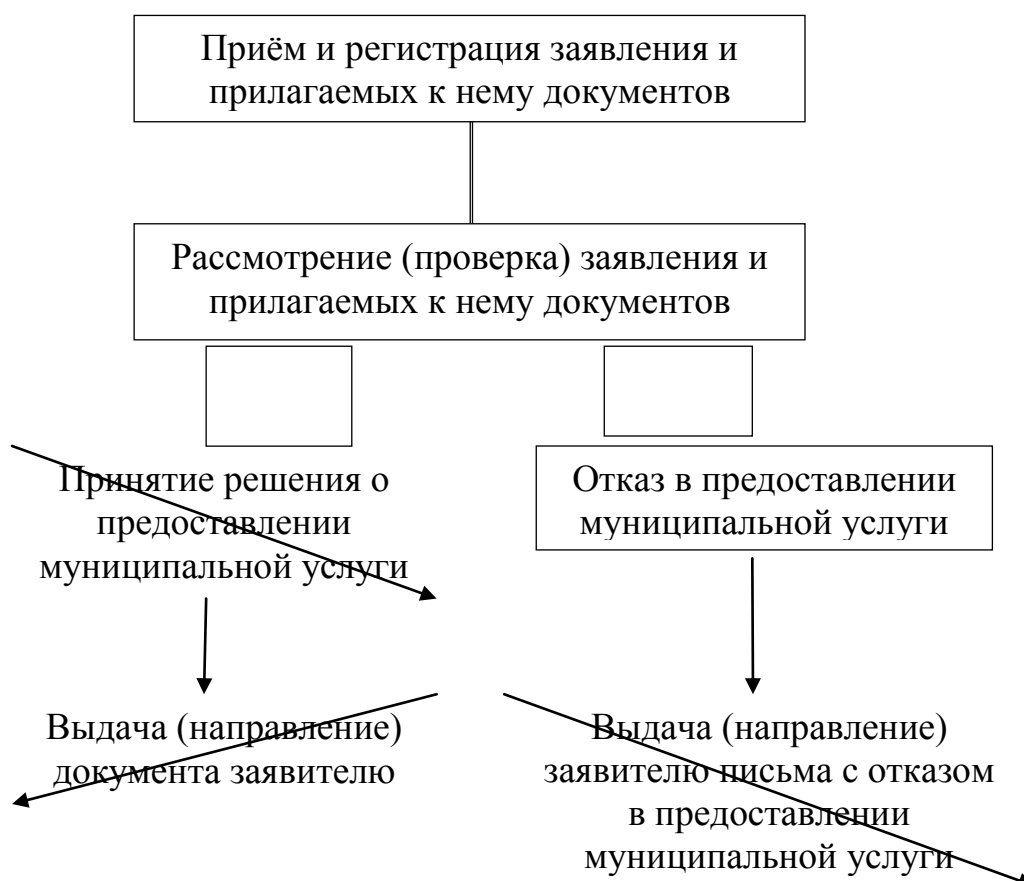 Приём и регистрация заявления и
прилагаемых к нему документов
Рассмотрение (проверка) заявления и
прилагаемых к нему документов
Принятие решения о
предоставлении
муниципальной услуги
Отказ в предоставлении
муниципальной услуги
Выдача (направление)
документа заявителю
Выдача (направление)
заявителю письма с отказом
в предоставлении
муниципальной услуги